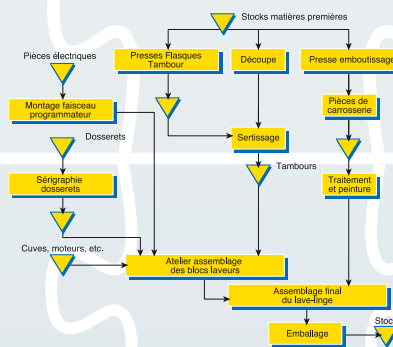 Stocks matières premières
Pièces électriques
Presses Flasques
Tambour
Découpe
Presse emboutissage
Montage faisceau
programmateur
Pièces de
carrosserie
Dosserets
Sertissage
Sérigraphie
dosserets
Tambours
Traitement
et peinture
Cuves, moteurs, etc.
Atelier assemblage
des blocs laveurs
Assemblage final
du lave-linge
Emballage
Stoc